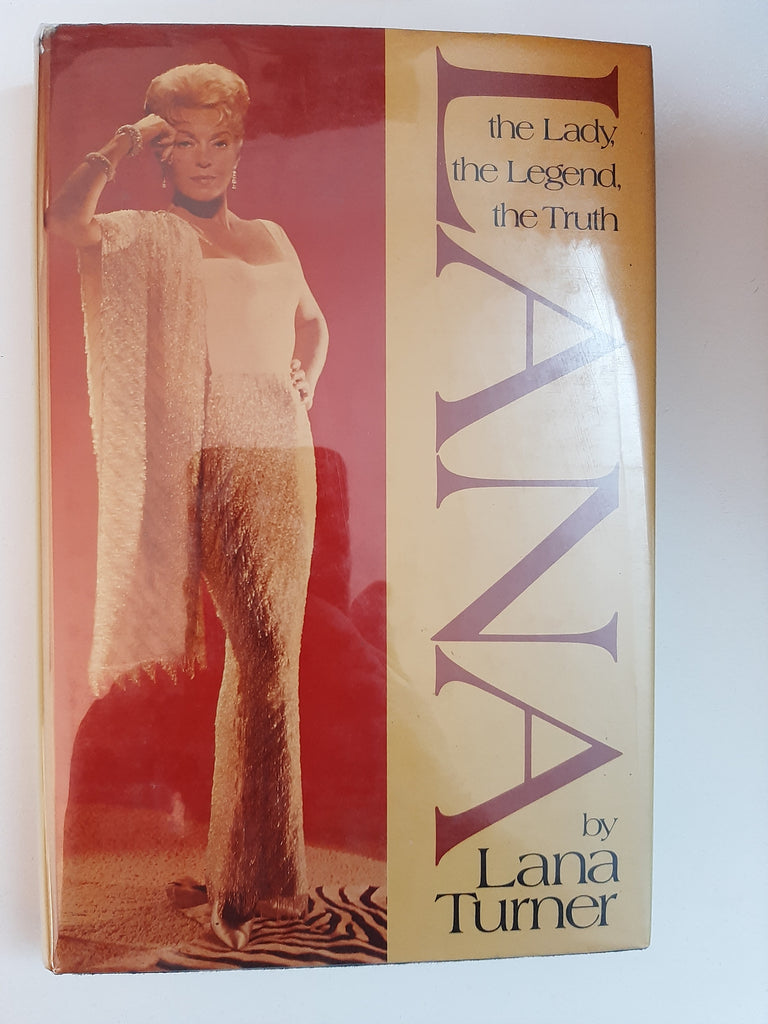 LANA
the Lady,
the Legend,
the Truth
by
Lana
Turner